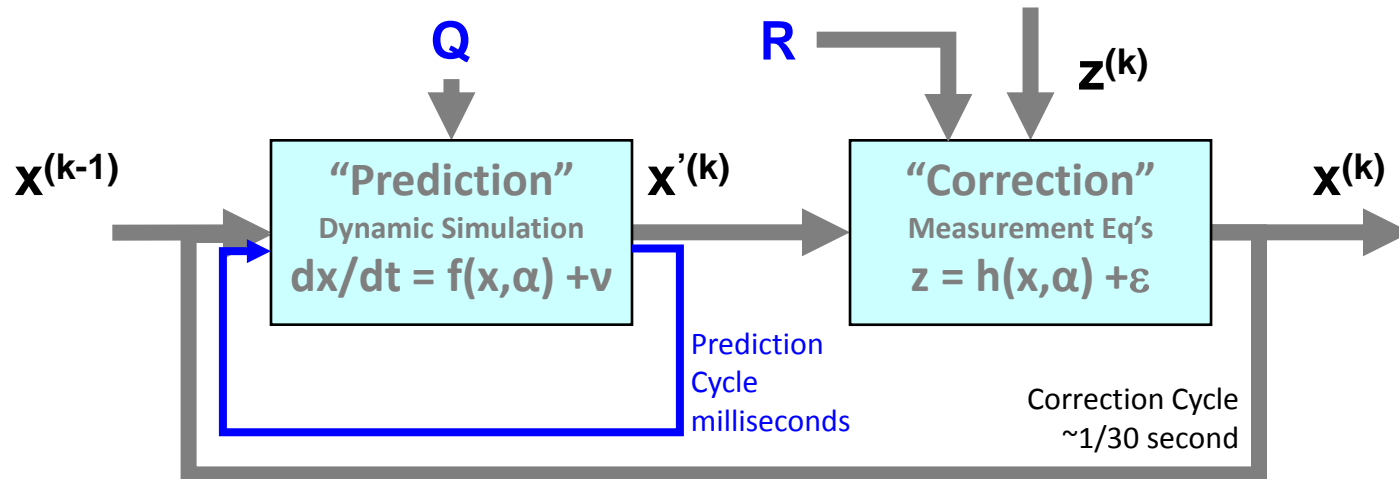 Q
R
z(k)
x(k-1)
“Prediction”
Dynamic Simulation
dx/dt = f(x,α) +ν
x’(k)
“Correction”
Measurement Eq’s
z = h(x,α) +ε
x(k)
Prediction
Cycle
milliseconds
Correction Cycle
~1/30 second